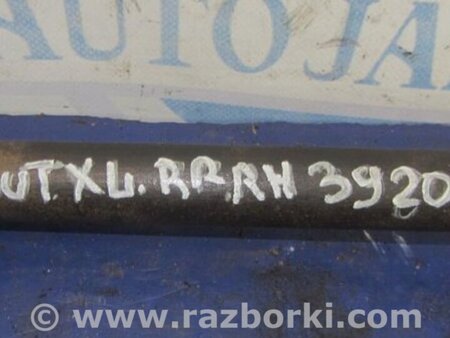 AUTO JA
UT.XL.RR.RH 3920
© www.razborki.com